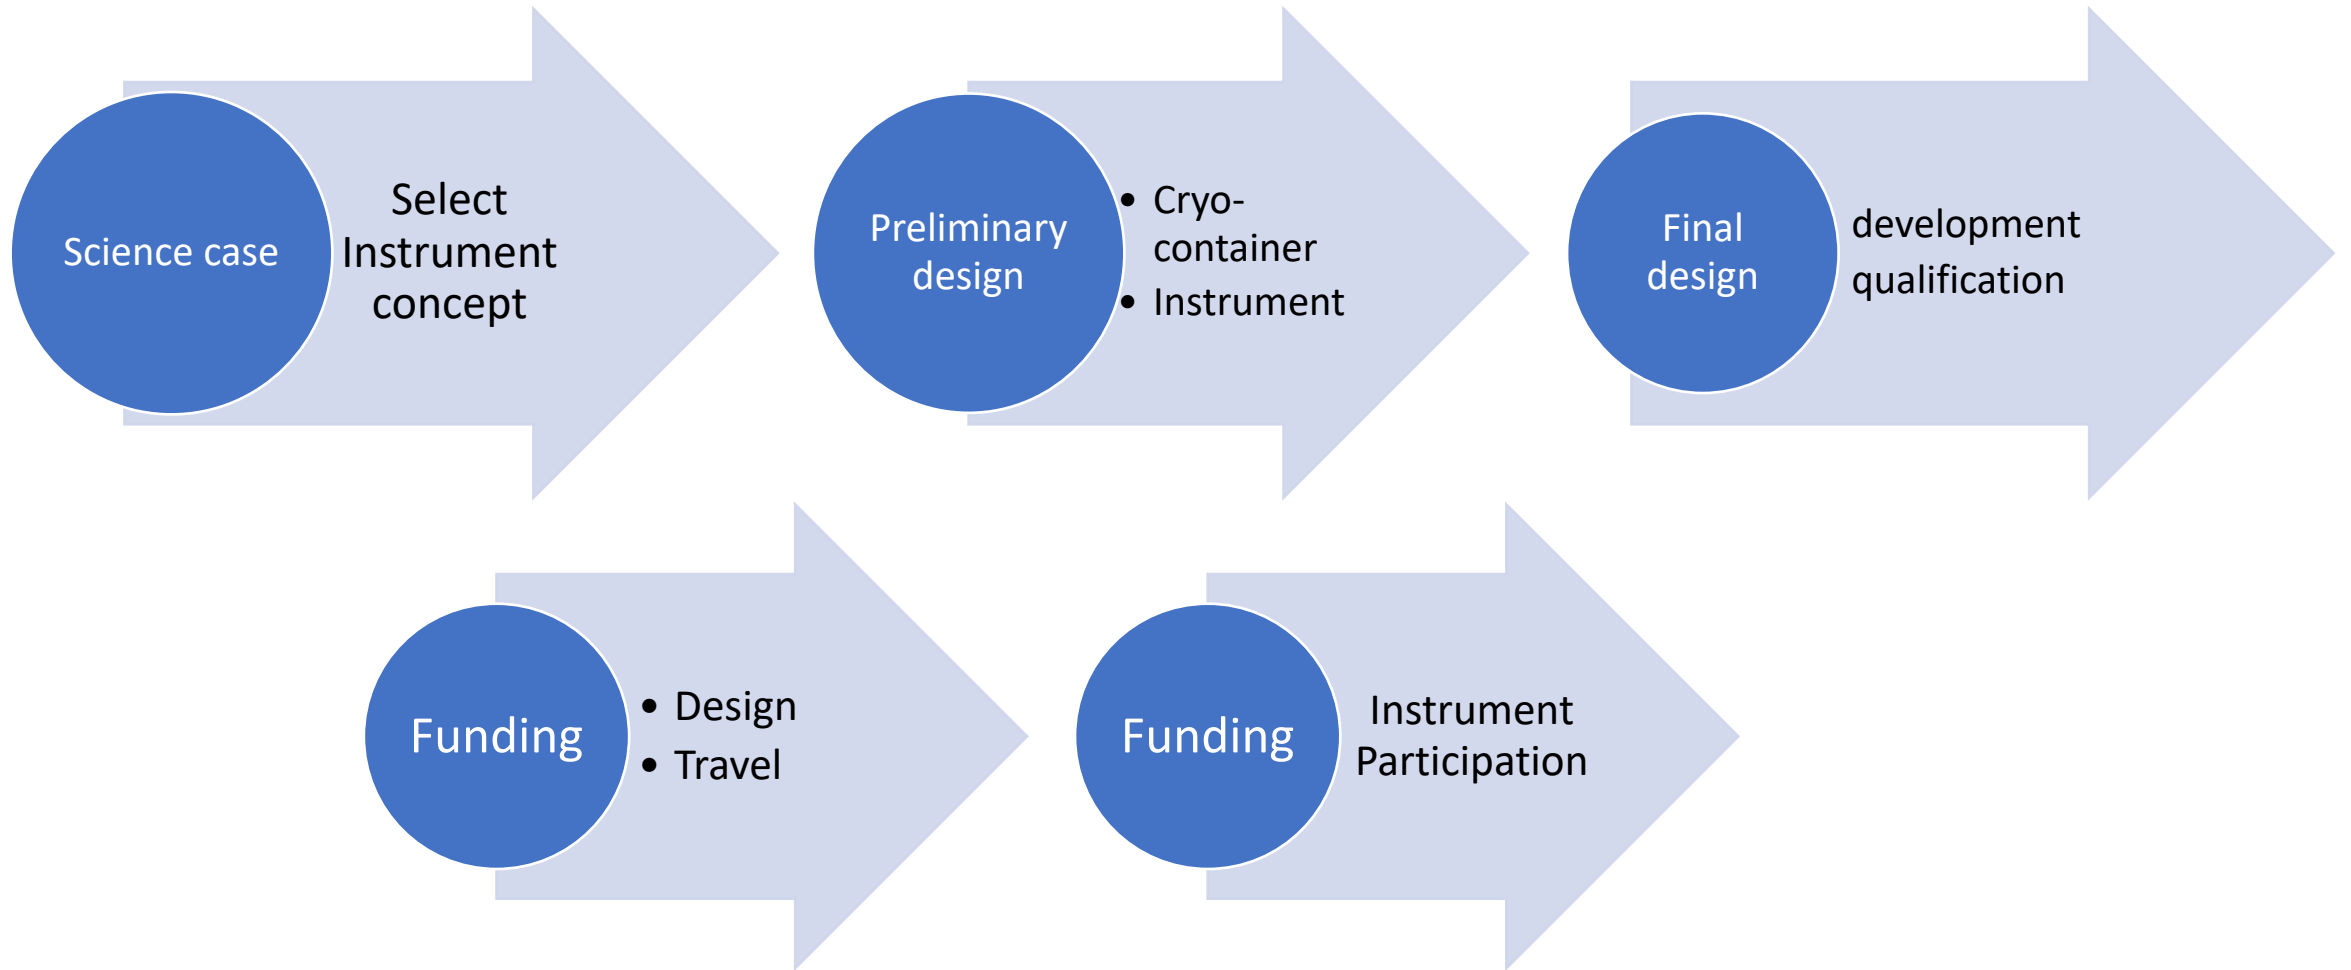 Science case
Select
Instrument
concept
Preliminary
design
• Cryo-
container
• Instrument
Final
design
development
qualification
Funding
• Design
• Travel
Funding
Instrument
Participation